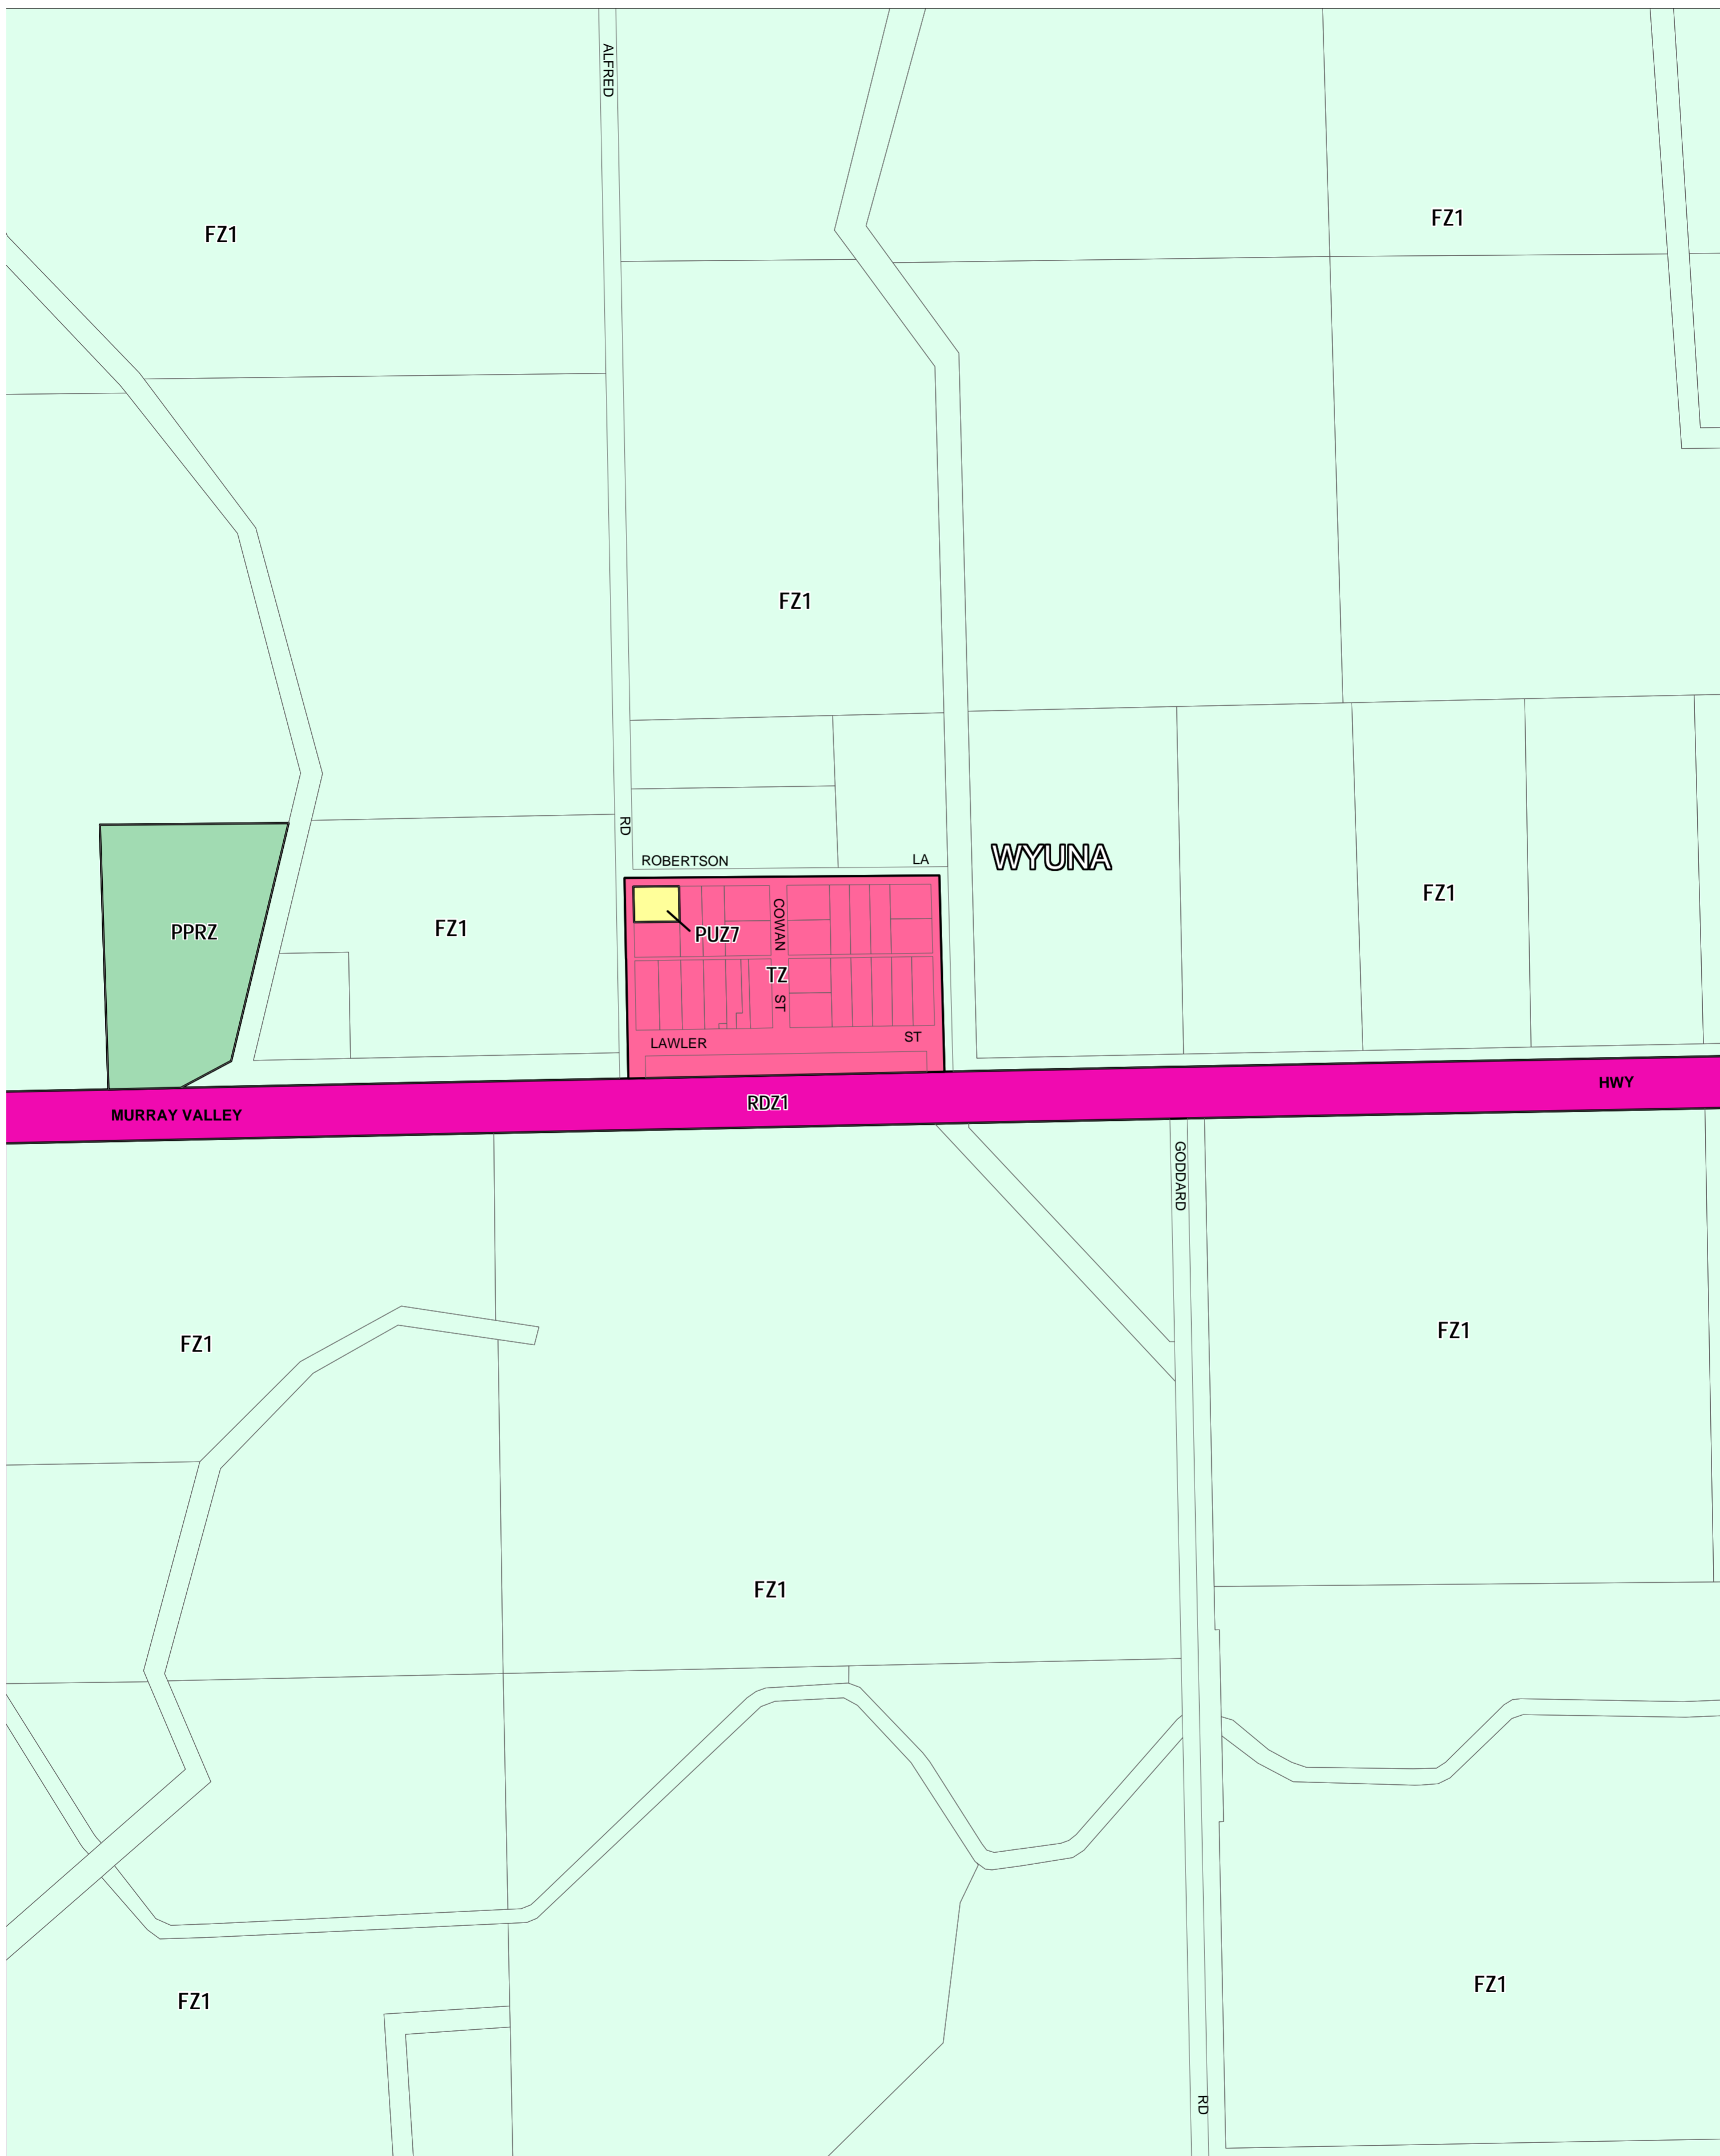 ALFRED
FZ1
FZ1
FZ1
RD
ROBERTSON
LA
WYUNA
FZ1
PPRZ
FZ1
COWAN
PUZ7
TZ
ST
LAWLER
ST
HWY
RDZ1
MURRAY VALLEY
GODDARD
FZ1
FZ1
FZ1
FZ1
FZ1
RD